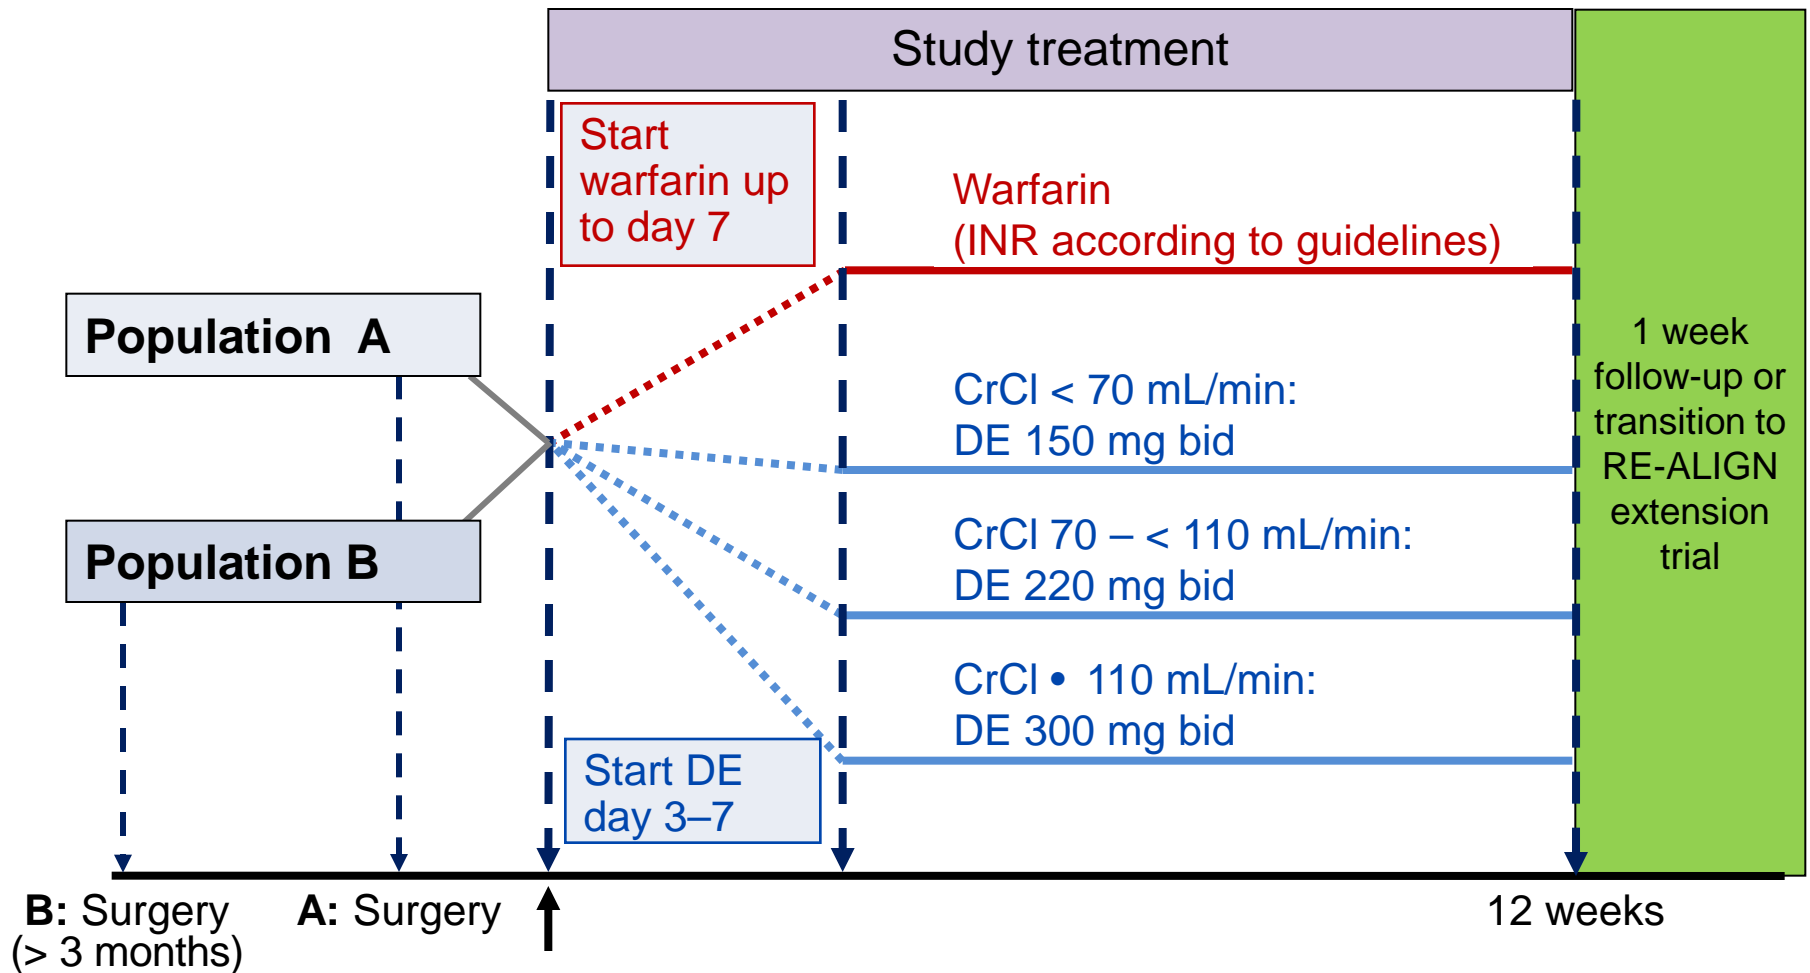 Study treatment
Start
warfarin up
to day 7
Warfarin
(INR according to guidelines)
Population A
Population B
CrCl < 70 mL/min:
DE 150 mg bid
CrCl 70 – < 110 mL/min:
DE 220 mg bid
CrCl • 110 mL/min:
DE 300 mg bid
Start DE
day 3–7
1 week
follow-up or
transition to
RE-ALIGN
extension
trial
B: Surgery
(> 3 months)
A: Surgery
12 weeks